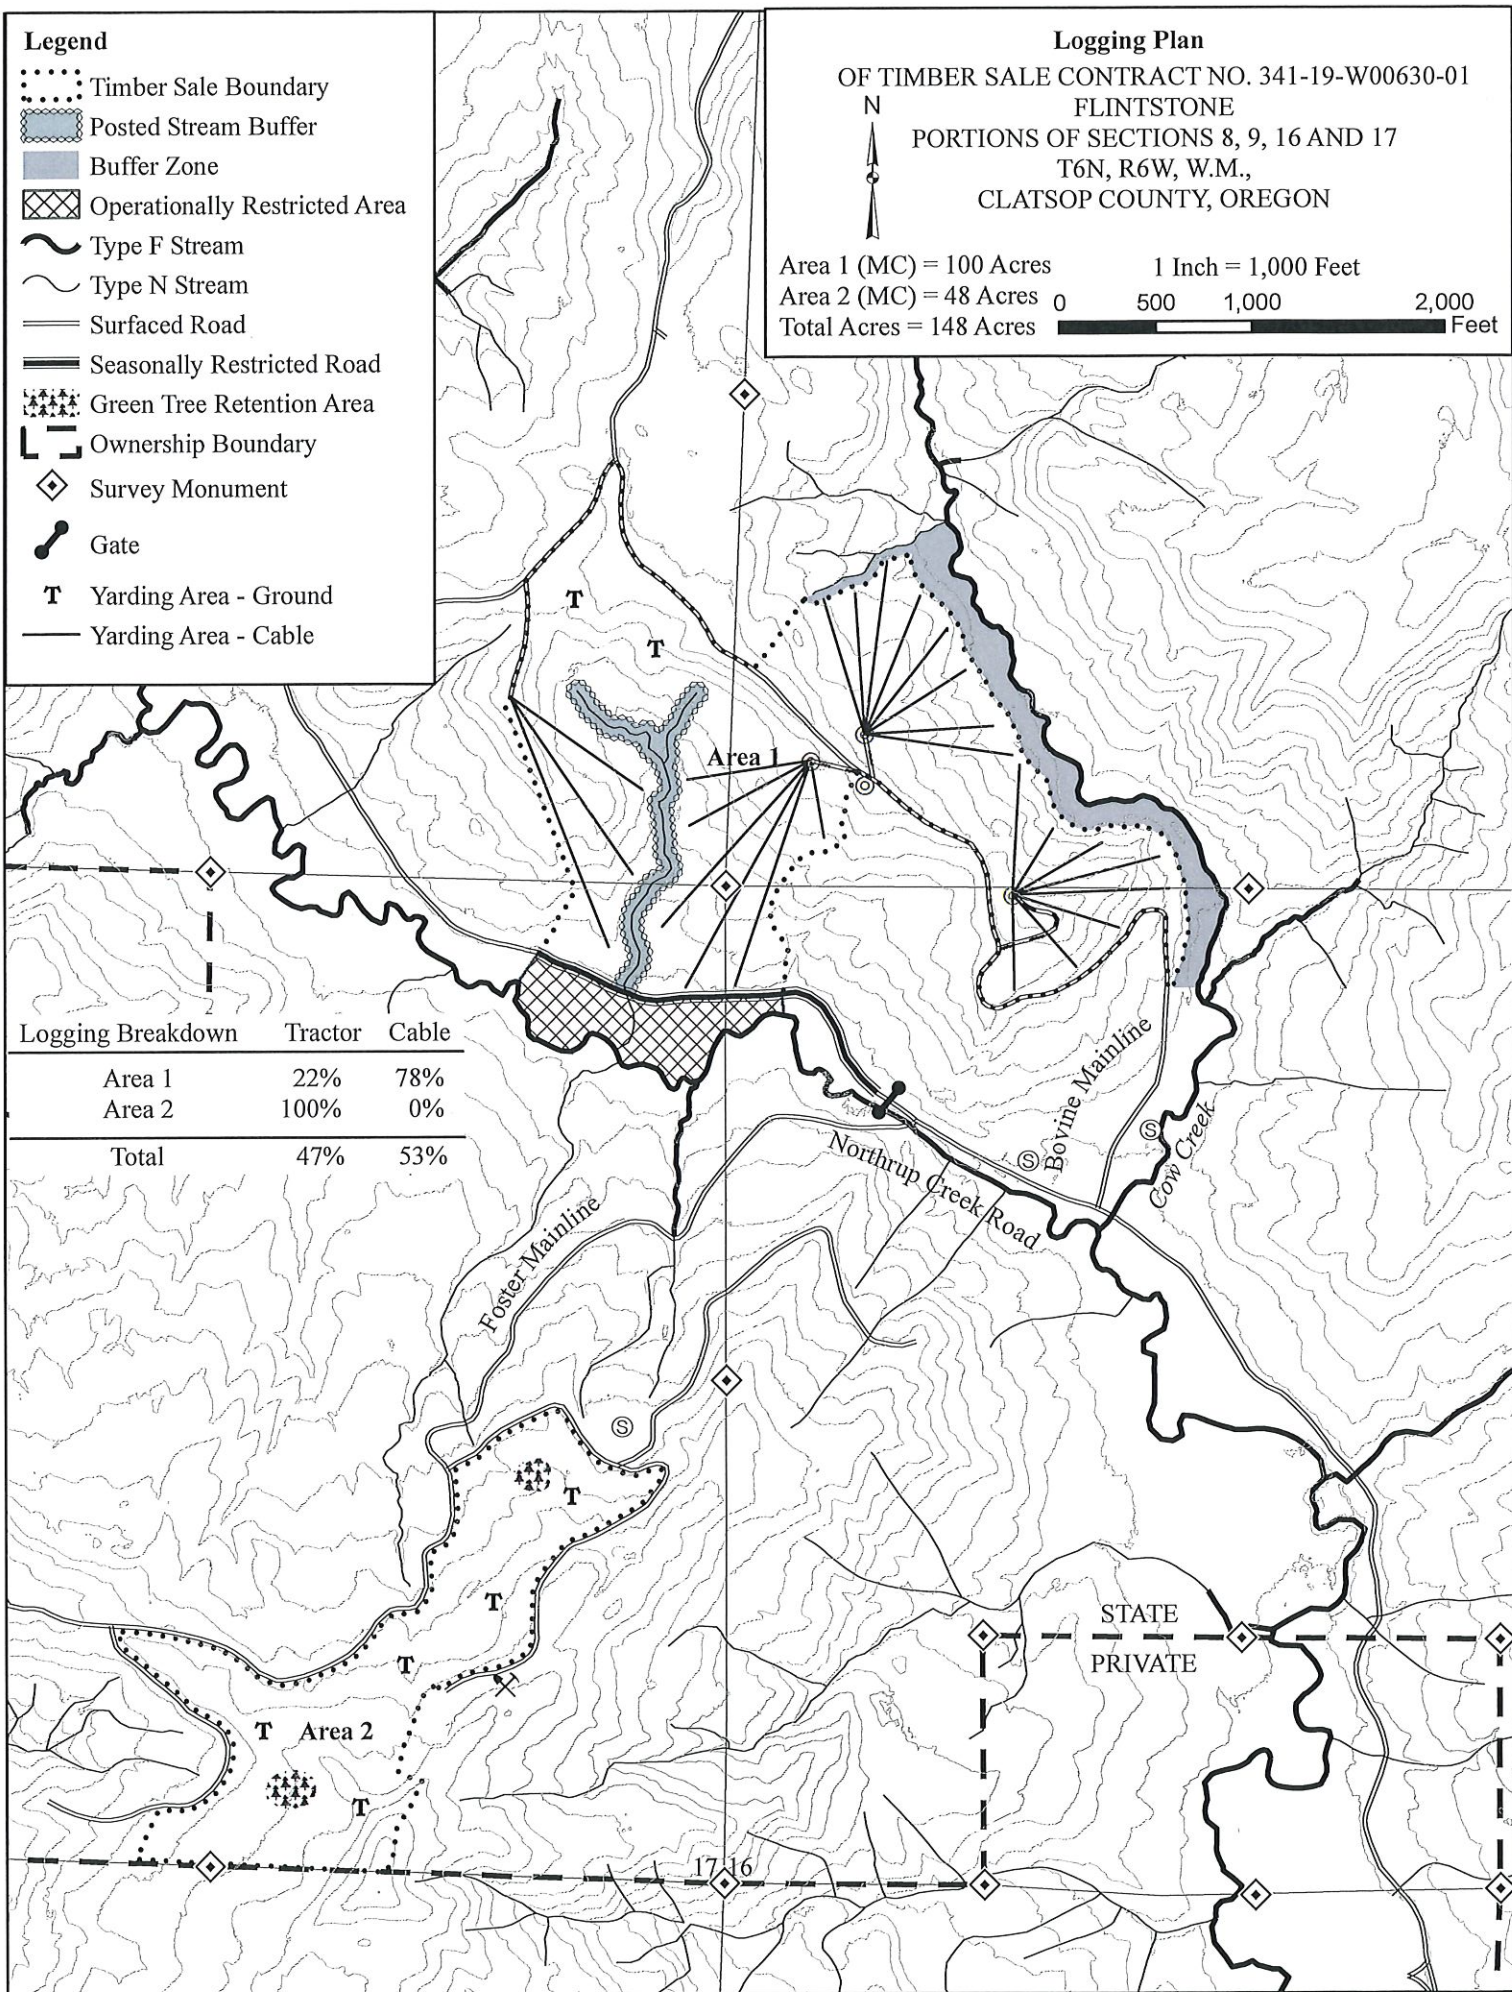 Legend
Timber Sale Boundary
Posted Stream Buffer
Buffer Zone
Operationally Restricted Area
Type F Stream
Type N Stream
Surfaced Road
Seasonally Restricted Road
Green Tree Retention Area
Ownership Boundary
Survey Monument
Gate
T Yarding Area - Ground
Yarding Area - Cable
Logging Plan
OF TIMBER SALE CONTRACT NO. 341-19-W00630-01
FLINTSTONE
PORTIONS OF SECTIONS 8, 9, 16 AND 17
T6N, R6W, W.M.,
CLATSOP COUNTY, OREGON
N
Area 1 (MC) = 100 Acres
Area 2 (MC) = 48 Acres
Total Acres = 148 Acres
1 Inch = 1,000 Feet
0 500 1,000 2,000
Feet
T
T
Area 1
Logging Breakdown Tractor Cable
Area 1 22% 78%
Area 2 100% 0%
Total 47% 53%
Bovine Mainline
S
S
Cow Creek
Northrup Creek Road
Foster Mainline
S
T
T
T
T Area 2
T
STATE
PRIVATE
17 16